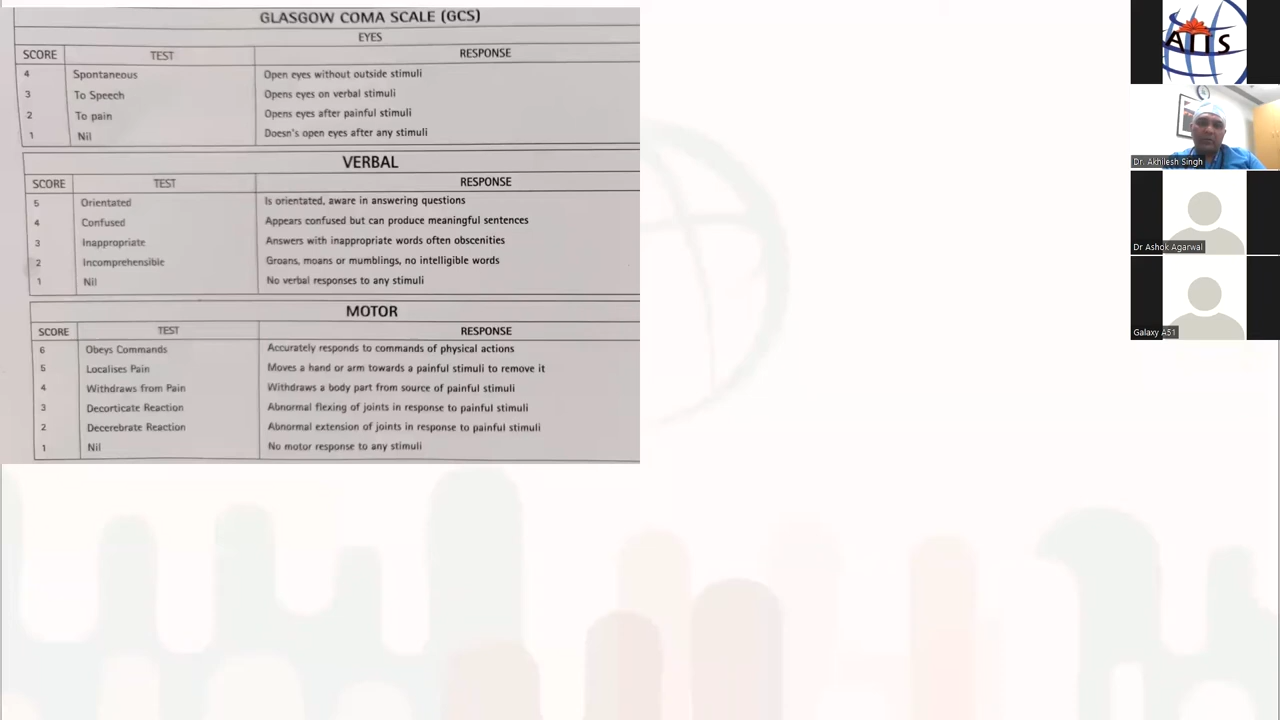 GLASGOW COMA SCALE (GCS)
EYES
SCORE TEST RESPONSE
4 Spontaneous Open eyes without outside stimuli
3 To Speech Opens eyes on verbal stimuli
2 To pain Opens eyes after painful stimuli
1 Nil Doesn's open eyes after any stimuli
VERBAL
SCORE TEST RESPONSE
5 Orientated Is orientated, aware in answering questions
4 Confused Appears confused but can produce meaningful sentences
3 Inappropriate Answers with inappropriate words often obscenities
2 Incomprehensible Groans, moans or mumblings, no intelligible words
1 Nil No verbal responses to any stimuli
MOTOR
SCORE TEST RESPONSE
6 Obeys Commands Accurately responds to commands of physical actions
5 Localises Pain Moves a hand or arm towards a painful stimuli to remove it
4 Withdraws from Pain Withdraws a body part from source of painful stimuli
3 Decorticate Reaction Abnormal flexing of joints in response to painful stimuli
2 Decerebrate Reaction Abnormal extension of joints in response to painful stimuli
1 Nil No motor response to any stimuli
Dr. Akhilesh Singh
Dr Ashok Agarwal
Galaxy A51